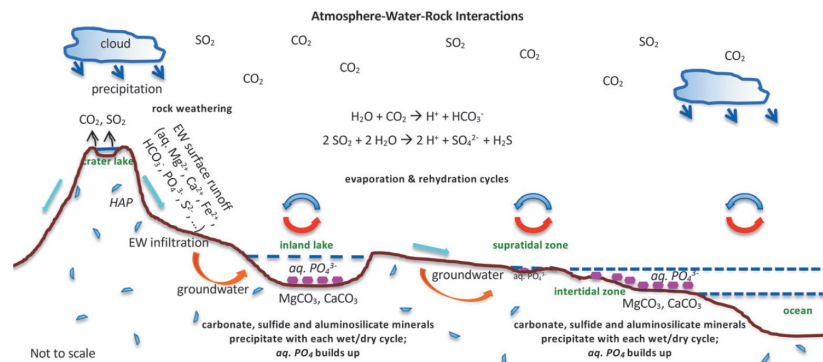 Atmosphere-Water-Rock Interactions
cloud
SO₂
CO₂
SO₂
CO₂
SO₂
CO₂
CO₂
CO₂
CO₂
precipitation
rock weathering
CO₂, SO₂
H₂O + CO₂ → H⁺ + HCO₃⁻
2 SO₂ + 2 H₂O → 2 H⁺ + SO₄²⁻ + H₂S
crater lake
EW surface runoff
(aq. Mg²⁺, Ca²⁺, Fe²⁺,
HCO₃⁻, PO₄³⁻, S²⁻, ...)
evaporation & rehydration cycles
HAP
EW infiltration
inland lake
supratidal zone
groundwater
aq. PO₄³⁻
groundwater
aq. PO₄³⁻
aq. PO₄³⁻
intertidal zone
MgCO₃, CaCO₃
MgCO₃, CaCO₃
ocean
carbonate, sulfide and aluminosilicate minerals
precipitate with each wet/dry cycle;
aq. PO₄ builds up
carbonate, sulfide and aluminosilicate minerals
precipitate with each wet/dry cycle;
aq. PO₄ builds up
Not to scale